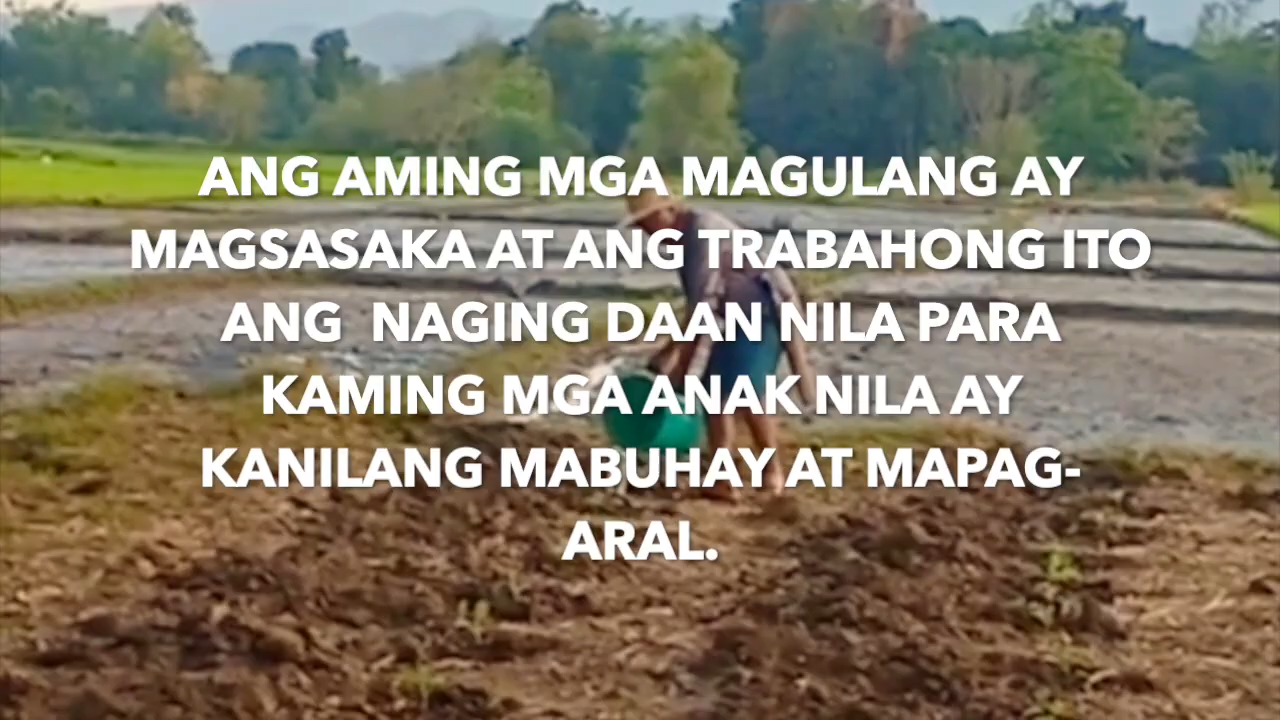 ANG AMING MGA MAGULANG AY
MAGSASAKA AT ANG TRABAHONG ITO
ANG  NAGING DAAN NILA PARA
KAMING MGA ANAK NILA AY
KANILANG MABUHAY AT MAPAG-
ARAL.